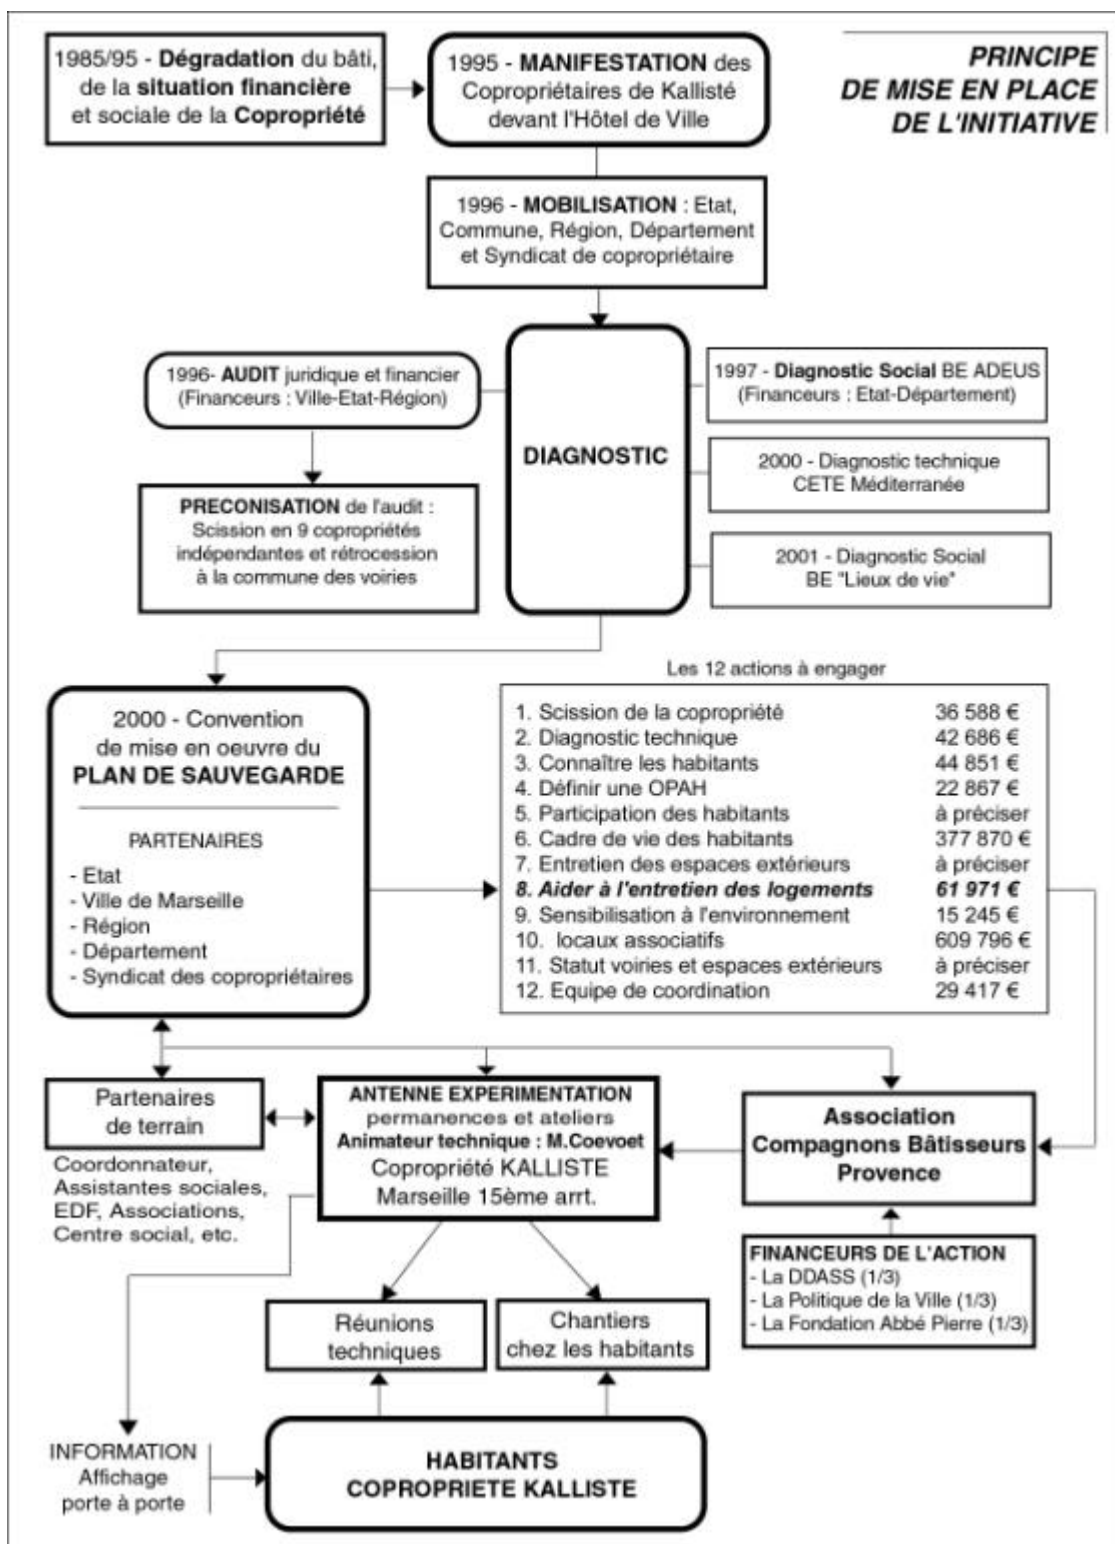 PRINCIPE
DE MISE EN PLACE
DE L'INITIATIVE
1985/95 - Dégradation du bâti,
de la situation financière
et sociale de la Copropriété
1995 - MANIFESTATION des
Copropriétaires de Kallisté
devant l'Hôtel de Ville
1996 - MOBILISATION : Etat,
Commune, Région, Département
et Syndicat de copropriétaire
1996- AUDIT juridique et financier
(Financeurs : Ville-Etat-Région)
PRECONISATION de l'audit :
Scission en 9 copropriétés
indépendantes et rétrocession
à la commune des voiries
DIAGNOSTIC
1997 - Diagnostic Social BE ADEUS
(Financeurs : Etat-Département)
2000 - Diagnostic technique
CETE Méditerranée
2001 - Diagnostic Social
BE "Lieux de vie"
2000 - Convention
de mise en oeuvre du
PLAN DE SAUVEGARDE
PARTENAIRES
- Etat
- Ville de Marseille
- Région
- Département
- Syndicat des copropriétaires
Les 12 actions à engager
1. Scission de la copropriété 36 588 €
2. Diagnostic technique 42 686 €
3. Connaître les habitants 44 851 €
4. Définir une OPAH 22 867 €
5. Participation des habitants à préciser
6. Cadre de vie des habitants 377 870 €
7. Entretien des espaces extérieurs à préciser
8. Aider à l'entretien des logements 61 971 €
9. Sensibilisation à l'environnement 15 245 €
10. locaux associatifs 609 796 €
11. Statut voiries et espaces extérieurs à préciser
12. Equipe de coordination 29 417 €
Partenaires
de terrain
Coordonnateur,
Assistantes sociales,
EDF, Associations,
Centre social, etc.
ANTENNE EXPERIMENTATION
permanences et ateliers
Animateur technique : M.Coevoet
Copropriété KALLISTE
Marseille 15ème arrt.
Association
Compagnons Bâtisseurs
Provence
FINANCEURS DE L'ACTION
- La DDASS (1/3)
- La Politique de la Ville (1/3)
- La Fondation Abbé Pierre (1/3)
Réunions
techniques
Chantiers
chez les habitants
INFORMATION
Affichage
porte à porte
HABITANTS
COPROPRIETE KALLISTE